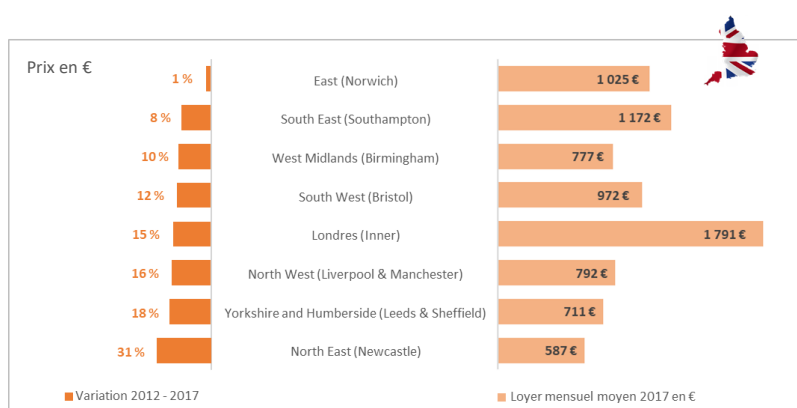 Prix en €
1 % East (Norwich) 1 025 €
8 % South East (Southampton) 1 172 €
10 % West Midlands (Birmingham) 777 €
12 % South West (Bristol) 972 €
15 % Londres (Inner) 1 791 €
16 % North West (Liverpool & Manchester) 792 €
18 % Yorkshire and Humberside (Leeds & Sheffield) 711 €
31 % North East (Newcastle) 587 €
Variation 2012 - 2017 Loyer mensuel moyen 2017 en €